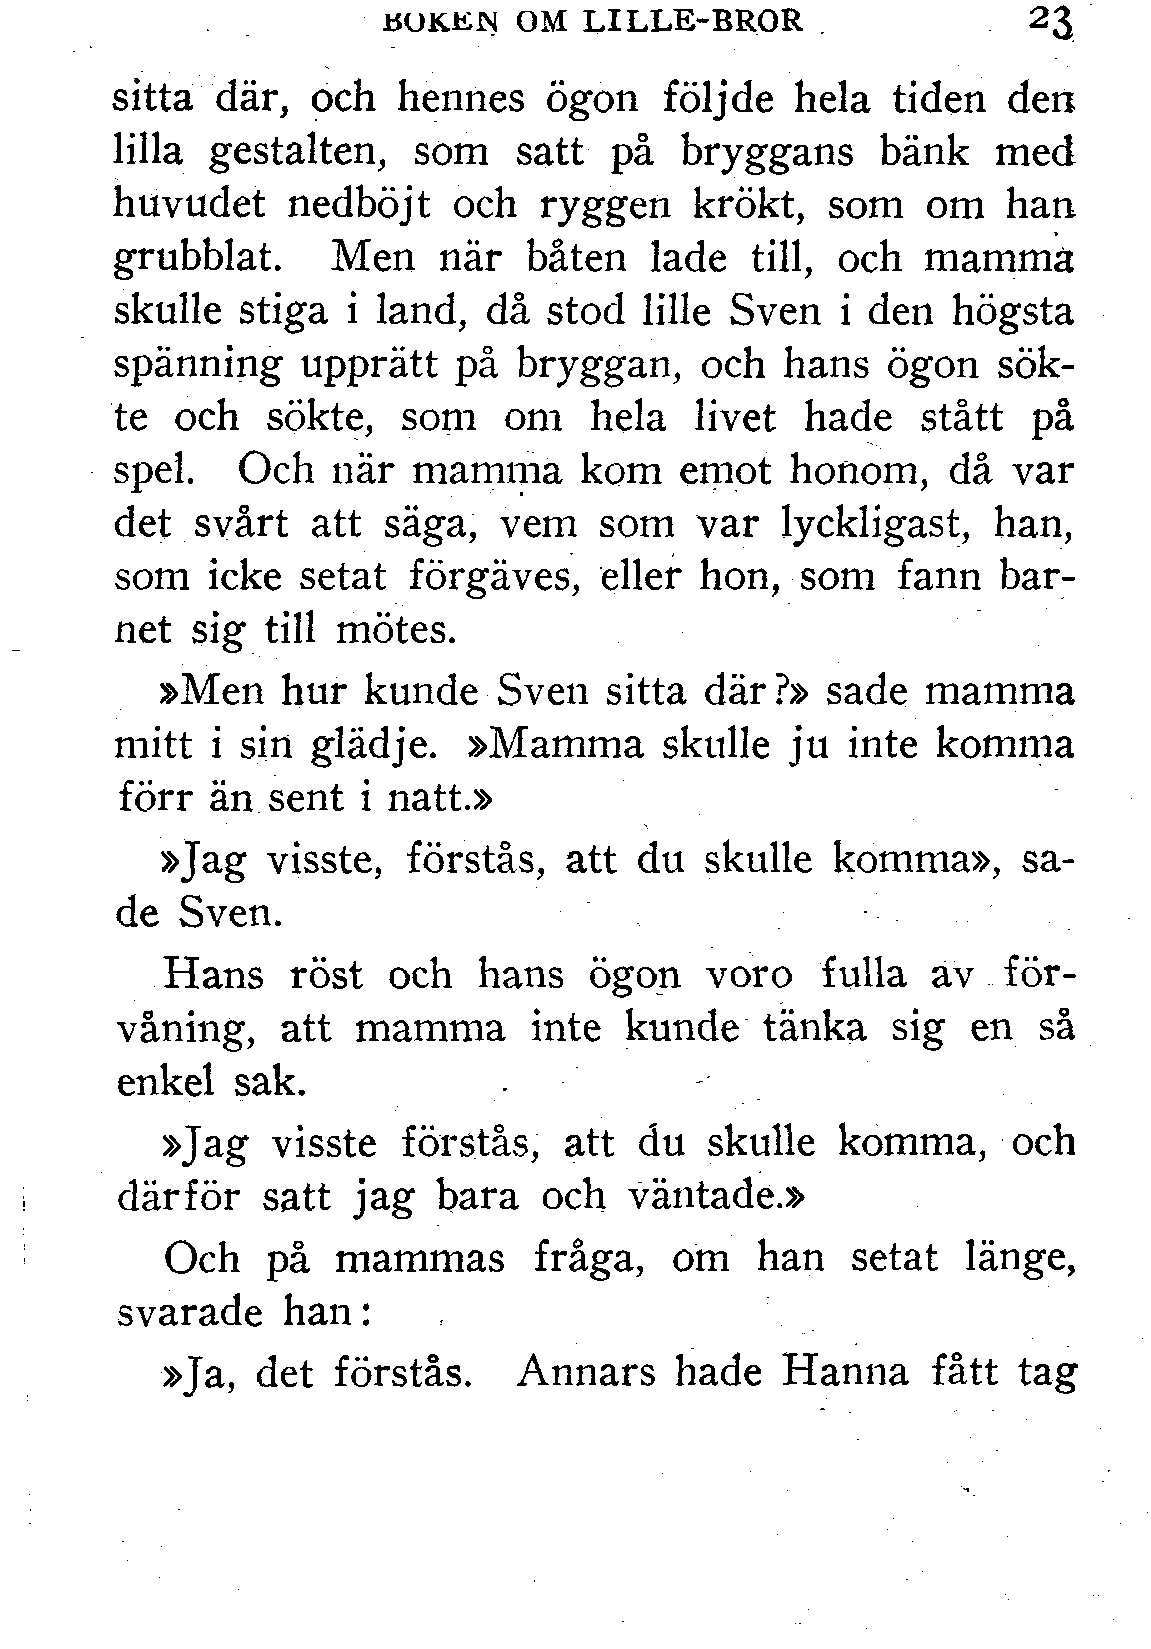 BOKEN OM LILLE-BROR 23
sitta där, och hennes ögon följde hela tiden den
lilla gestalten, som satt på bryggans bänk med
huvudet nedböjt och ryggen krökt, som om han
grubblat. Men när båten lade till, och mamma
skulle stiga i land, då stod lille Sven i den högsta
spänning upprätt på bryggan, och hans ögon sök-
te och sökte, som om hela livet hade stått på
spel. Och när mamma kom emot honom, då var
det svårt att säga, vem som var lyckligast, han,
som icke setat förgäves, eller hon, som fann bar-
net sig till mötes.
»Men hur kunde Sven sitta där?» sade mamma
mitt i sin glädje. »Mamma skulle ju inte komma
förr än sent i natt.»
»Jag visste, förstås, att du skulle komma», sa-
de Sven.
Hans röst och hans ögon voro fulla av för-
våning, att mamma inte kunde tänka sig en så
enkel sak.
»Jag visste förstås, att du skulle komma, och
därför satt jag bara och väntade.»
Och på mammas fråga, om han setat länge,
svarade han:
»Ja, det förstås. Annars hade Hanna fått tag